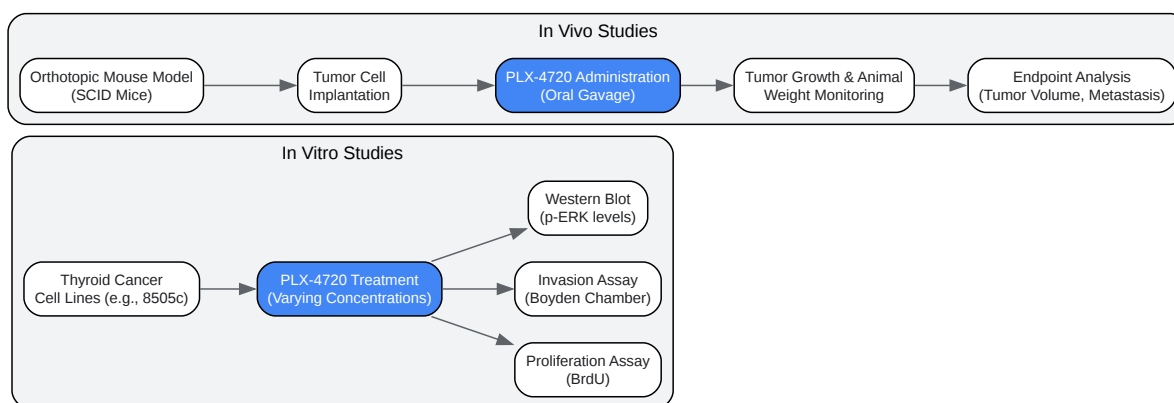 In Vivo Studies
Orthotopic Mouse Model
(SCID Mice)
Tumor Cell
Implantation
PLX-4720 Administration
(Oral Gavage)
Tumor Growth & Animal
Weight Monitoring
Endpoint Analysis
(Tumor Volume, Metastasis)
In Vitro Studies
Thyroid Cancer
Cell Lines (e.g., 8505c)
PLX-4720 Treatment
(Varying Concentrations)
Western Blot
(p-ERK levels)
Invasion Assay
(Boyden Chamber)
Proliferation Assay
(BrdU)